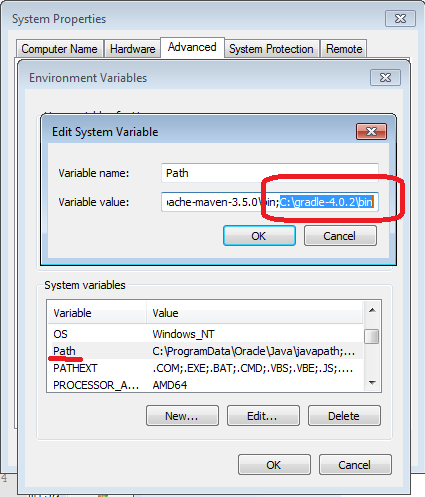 System Properties
Computer Name Hardware Advanced System Protection Remote
Environment Variables
Edit System Variable
Variable name: Path
Variable value: ache-maven-3.5.0\bin;C:\gradle-4.0.2\bin
OK Cancel
System variables
Variable Value
OS Windows_NT
Path C:\ProgramData\Oracle\Java\javapath;...
PATHEXT .COM;.EXE;.BAT;.CMD;.VBS;.VBE;.JS;....
PROCESSOR_A... AMD64
New... Edit... Delete
OK Cancel
4